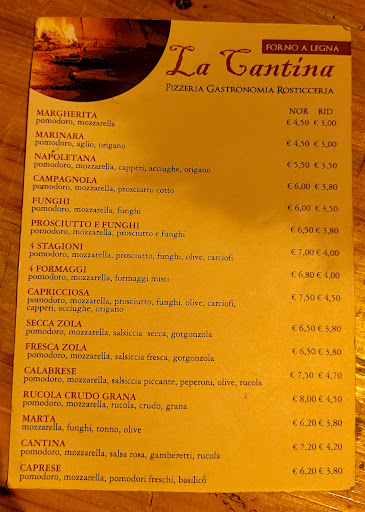 FORNO A LEGNA
La Cantina
PIZZERIA GASTRONOMIA ROSTICCERIA
NOR RID
MARGHERITA
pomodoro, mozzarella € 4,50 € 3,00
MARINARA
pomodoro, aglio, origano € 4,50 € 3,00
NAPOLETANA
pomodoro, mozzarella, capperi, acciughe, origano € 5,50 € 3,50
CAMPAGNOLA
pomodoro, mozzarella, prosciutto cotto € 6,00 € 3,80
FUNGHI
pomodoro, mozzarella, funghi € 6,00 € 3,50
PROSCIUTTO E FUNGHI
pomodoro, mozzarella, prosciutto e funghi € 6,50 € 3,80
4 STAGIONI
pomodoro, mozzarella, prosciutto, funghi, olive, carciofi € 7,00 € 4,00
4 FORMAGGI
pomodoro, mozzarella, formaggi misti € 6,80 € 4,00
CAPRICCIOSA
pomodoro, mozzarella, prosciutto, funghi, olive, carciofi, € 7,50 € 4,50
capperi, acciughe, origano
SECCA ZOLA
pomodoro, mozzarella, salsiccia secca, gorgonzola € 6,50 € 3,80
FRESCA ZOLA
pomodoro, mozzarella, salsiccia fresca, gorgonzola € 6,50 € 3,80
CALABRESE
pomodoro, mozzarella, salsiccia piccante, peperoni, olive, rucola € 7,50 € 4,70
RUCOLA CRUDO GRANA
pomodoro, mozzarella, rucola, crudo, grana € 8,00 € 4,50
MARTA
mozzarella, funghi, tonno, olive € 6,20 € 3,80
CANTINA
pomodoro, mozzarella, salsa rosa, gamberetti, rucola € 7,20 € 4,20
CAPRESE
pomodoro, mozzarella, pomodori freschi, basilico € 6,20 € 3,80